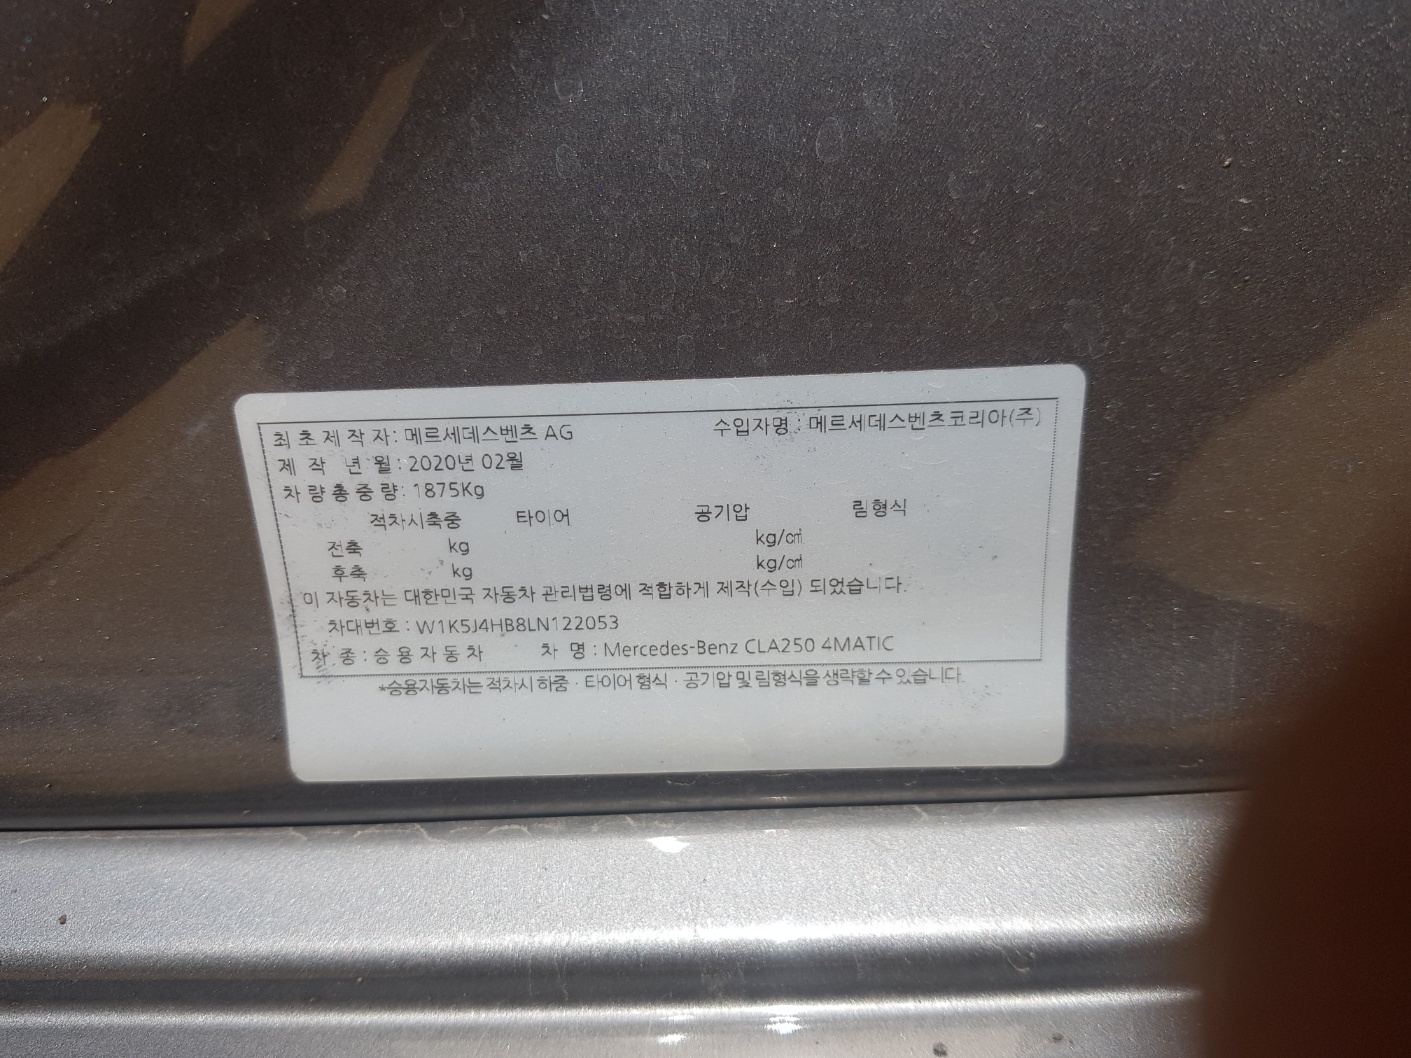 최초제작자: 메르세데스벤츠 AG 수입자명 : 메르세데스벤츠코리아(주)
제작 년월 : 2020년 02월
차량총중량: 1875Kg
적차시축중 타이어 공기압 림형식
전축 kg kg/㎠
후축 kg kg/㎠
이 자동차는 대한민국 자동차 관리법령에 적합하게 제작(수입) 되었습니다.
차대번호 : W1K5J4HB8LN122053
차 종 : 승용자동차 차 명 : Mercedes-Benz CLA250 4MATIC
*승용자동차는 적차시 하중 · 타이어 형식 · 공기압 및 림형식을 생략할 수 있습니다.